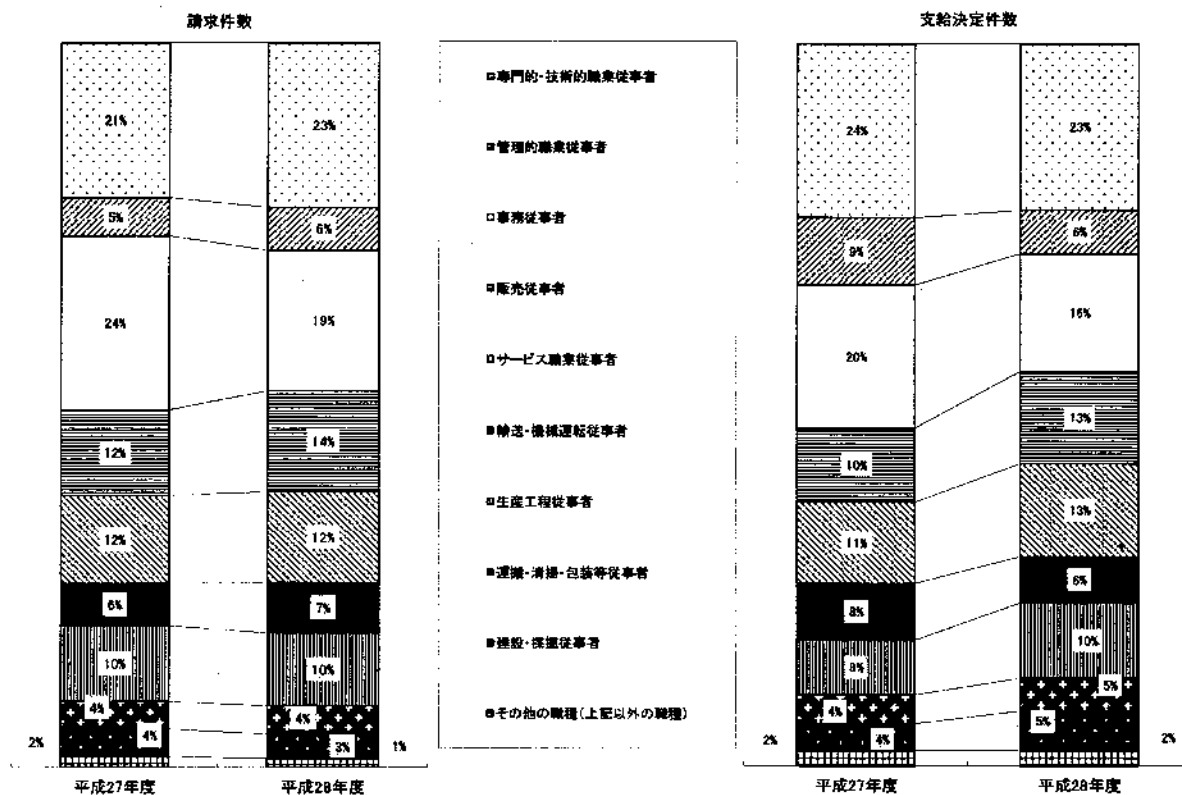 請求件数
21%
5%
24%
12%
12%
6%
10%
4%
4%
2%
平成27年度
23%
6%
19%
14%
12%
7%
10%
4%
3%
1%
平成28年度
専門的・技術的職業従事者
管理的職業従事者
事務従事者
販売従事者
サービス職業従事者
輸送・機械運転従事者
生産工程従事者
運搬・清掃・包装等従事者
建設・採掘従事者
その他の職種(上記以外の職種)
支給決定件数
24%
9%
20%
10%
11%
8%
8%
4%
4%
2%
平成27年度
23%
6%
16%
13%
13%
6%
10%
5%
5%
2%
平成28年度